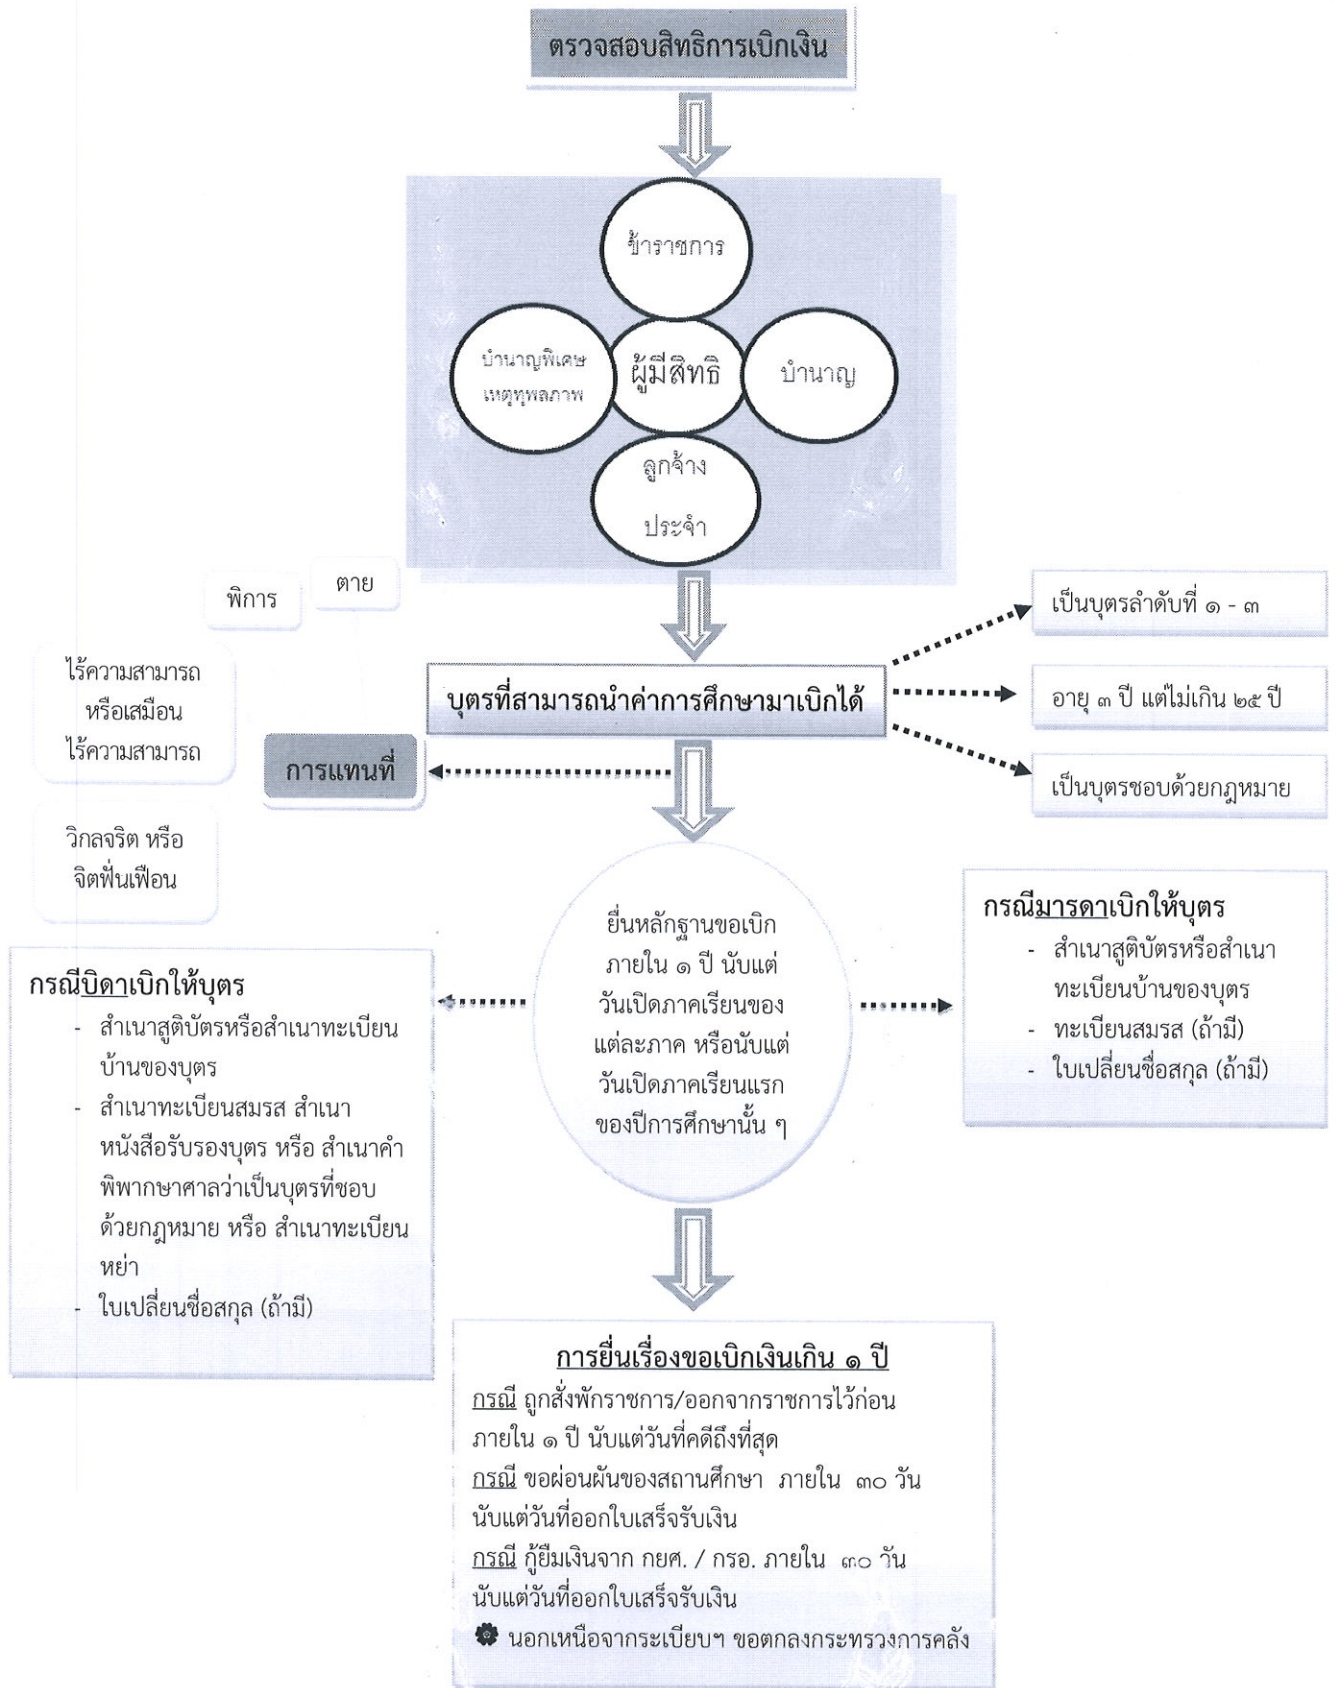 ตรวจสอบสิทธิการเบิกเงิน
ข้าราชการ
บำนาญพิเศษ
เหตุทุพลภาพ
ผู้มีสิทธิ
บำนาญ
ลูกจ้าง
ประจำ
ตาย
พิการ
ไร้ความสามารถ
หรือเสมือน
ไร้ความสามารถ
วิกลจริต หรือ
จิตฟั่นเฟือน
การแทนที่
บุตรที่สามารถนำค่าการศึกษามาเบิกได้
เป็นบุตรลำดับที่ ๑ - ๓
อายุ ๓ ปี แต่ไม่เกิน ๒๕ ปี
เป็นบุตรชอบด้วยกฎหมาย
ยื่นหลักฐานขอเบิก
ภายใน ๑ ปี นับแต่
วันเปิดภาคเรียนของ
แต่ละภาค หรือนับแต่
วันเปิดภาคเรียนแรก
ของปีการศึกษานั้น ๆ
กรณีบิดาเบิกให้บุตร
- สำเนาสูติบัตรหรือสำเนาทะเบียน
บ้านของบุตร
- สำเนาทะเบียนสมรส สำเนา
หนังสือรับรองบุตร หรือ สำเนาคำ
พิพากษาศาลว่าเป็นบุตรที่ชอบ
ด้วยกฎหมาย หรือ สำเนาทะเบียน
หย่า
- ใบเปลี่ยนชื่อสกุล (ถ้ามี)
กรณีมารดาเบิกให้บุตร
- สำเนาสูติบัตรหรือสำเนา
ทะเบียนบ้านของบุตร
- ทะเบียนสมรส (ถ้ามี)
- ใบเปลี่ยนชื่อสกุล (ถ้ามี)
การยื่นเรื่องขอเบิกเงินเกิน ๑ ปี
กรณี ถูกสั่งพักราชการ/ออกจากราชการไว้ก่อน
ภายใน ๑ ปี นับแต่วันที่คดีถึงที่สุด
กรณี ขอผ่อนผันของสถานศึกษา ภายใน ๓๐ วัน
นับแต่วันที่ออกใบเสร็จรับเงิน
กรณี กู้ยืมเงินจาก กยศ. / กรอ. ภายใน ๓๐ วัน
นับแต่วันที่ออกใบเสร็จรับเงิน
นอกเหนือจากระเบียบฯ ขอตกลงกระทรวงการคลัง